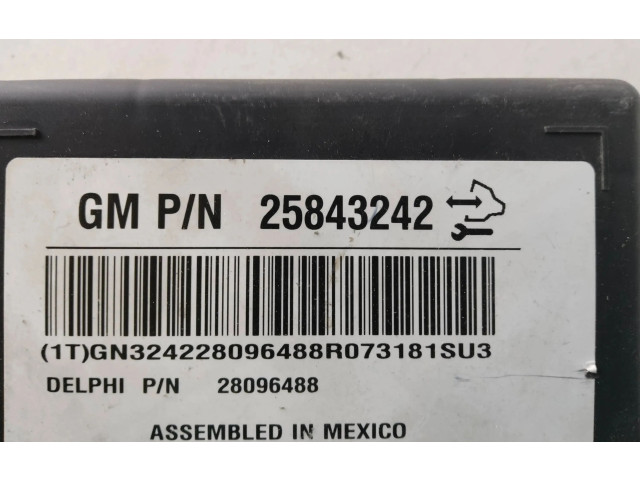 GM P/N 25843242
(1T)GN324228096488R073181SU3
DELPHI P/N 28096488
ASSEMBLED IN MEXICO